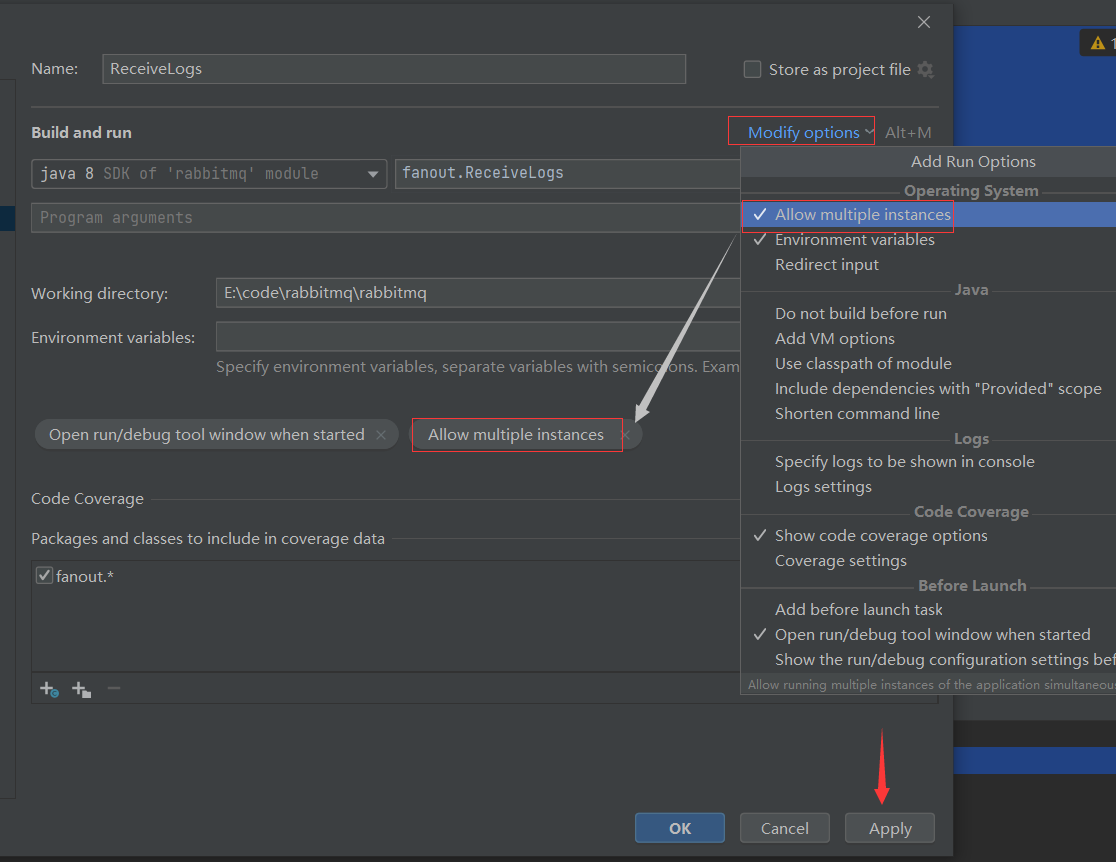 Name: ReceiveLogs Store as project file
Build and run Modify options Alt+M
java 8 SDK of 'rabbitmq' module fanout.ReceiveLogs
Program arguments
Working directory: E:\code\rabbitmq\rabbitmq
Environment variables:
Specify environment variables, separate variables with semicolons. Exam
Open run/debug tool window when started Allow multiple instances
Code Coverage
Packages and classes to include in coverage data
fanout.*
Add Run Options
Operating System
Allow multiple instances
Environment variables
Redirect input
Java
Do not build before run
Add VM options
Use classpath of module
Include dependencies with "Provided" scope
Shorten command line
Logs
Specify logs to be shown in console
Logs settings
Code Coverage
Show code coverage options
Coverage settings
Before Launch
Add before launch task
Open run/debug tool window when started
Show the run/debug configuration settings bef
Allow running multiple instances of the application simultaneou
OK Cancel Apply